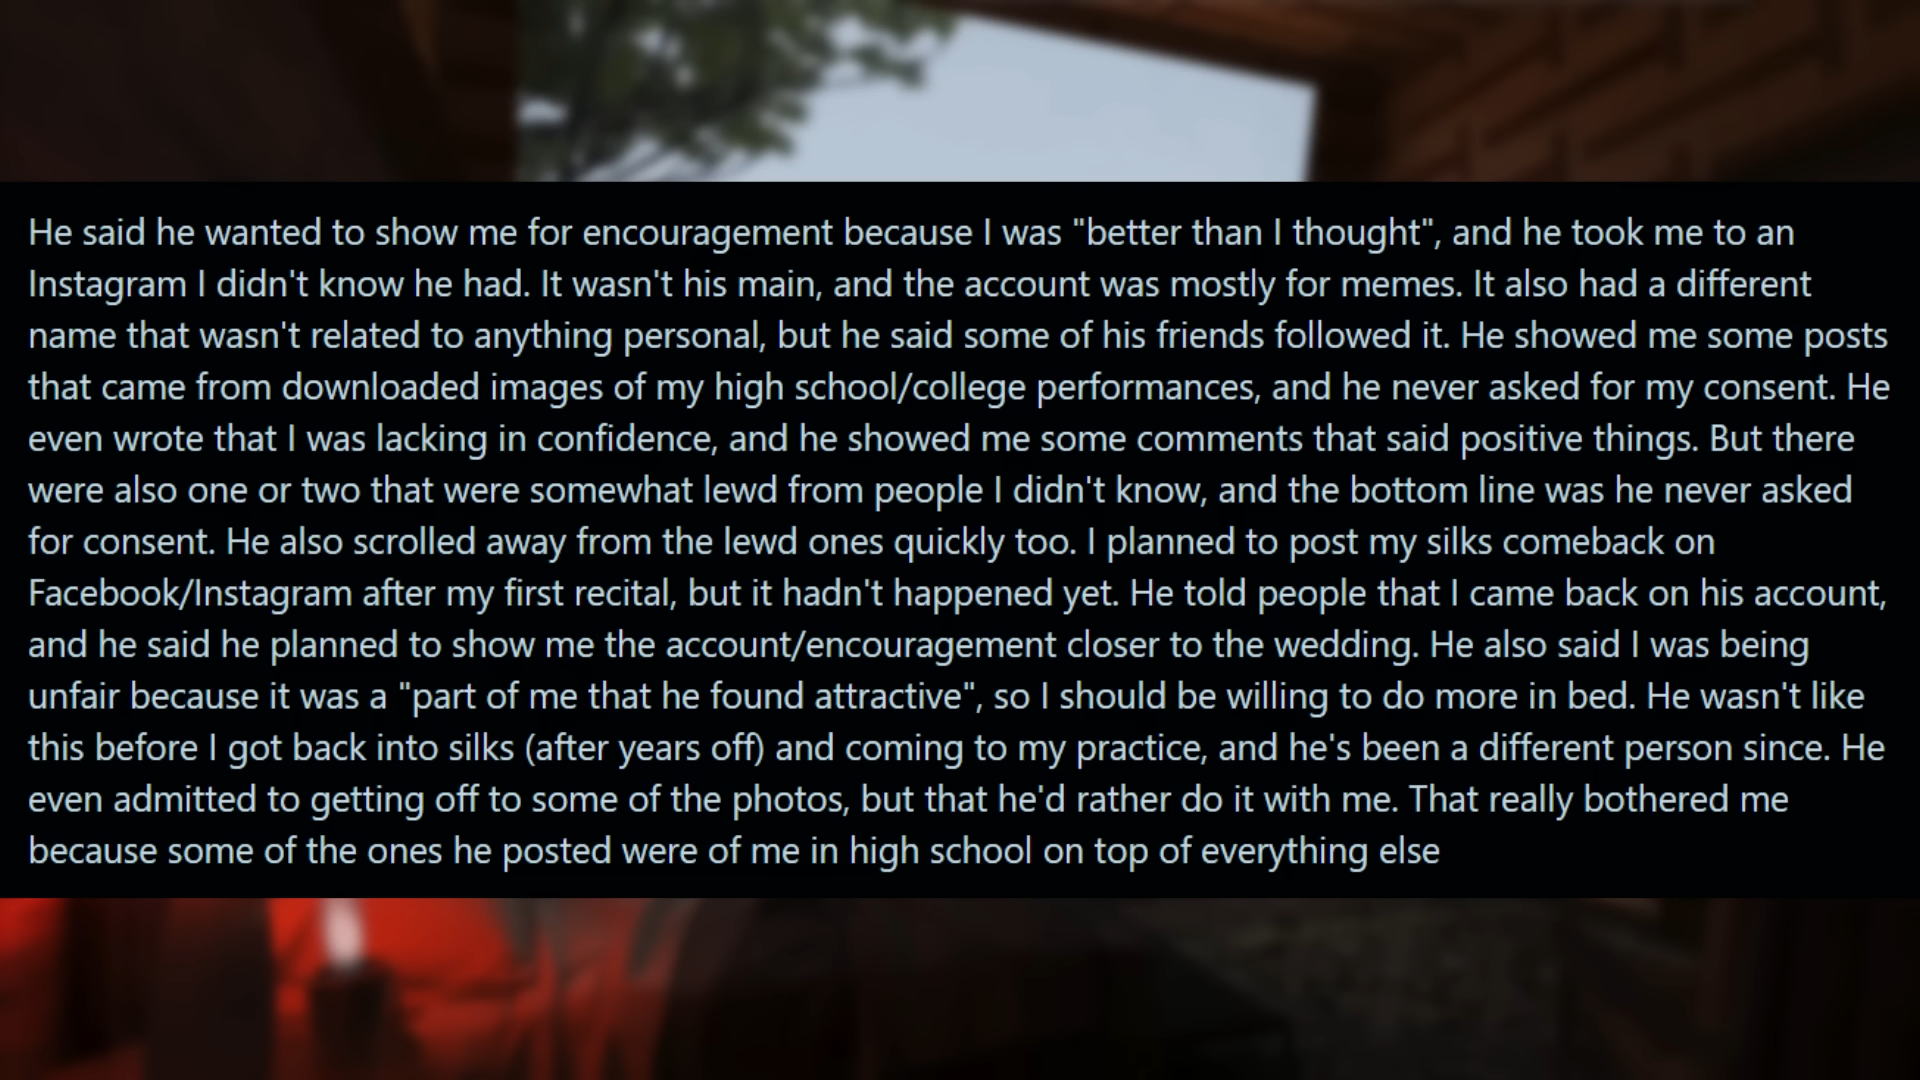 He said he wanted to show me for encouragement because I was "better than I thought", and he took me to an
Instagram I didn't know he had. It wasn't his main, and the account was mostly for memes. It also had a different
name that wasn't related to anything personal, but he said some of his friends followed it. He showed me some posts
that came from downloaded images of my high school/college performances, and he never asked for my consent. He
even wrote that I was lacking in confidence, and he showed me some comments that said positive things. But there
were also one or two that were somewhat lewd from people I didn't know, and the bottom line was he never asked
for consent. He also scrolled away from the lewd ones quickly too. I planned to post my silks comeback on
Facebook/Instagram after my first recital, but it hadn't happened yet. He told people that I came back on his account,
and he said he planned to show me the account/encouragement closer to the wedding. He also said I was being
unfair because it was a "part of me that he found attractive", so I should be willing to do more in bed. He wasn't like
this before I got back into silks (after years off) and coming to my practice, and he's been a different person since. He
even admitted to getting off to some of the photos, but that he'd rather do it with me. That really bothered me
because some of the ones he posted were of me in high school on top of everything else